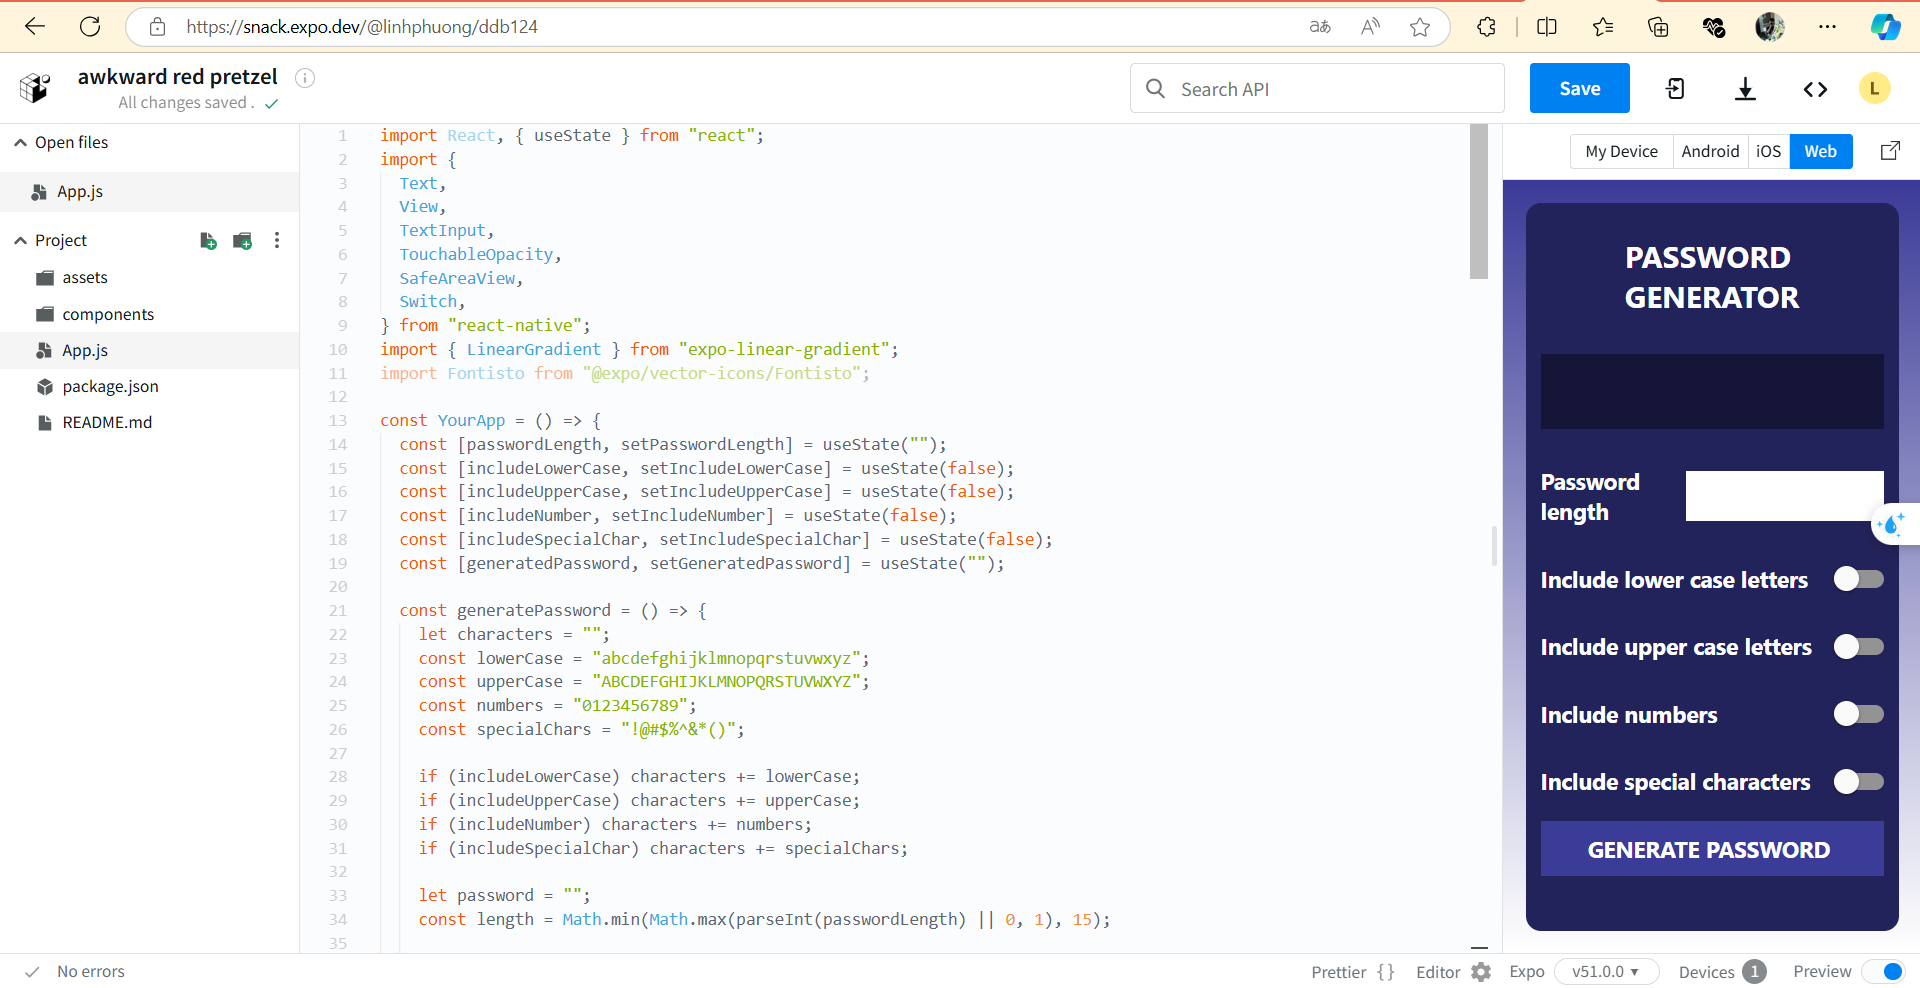 https://snack.expo.dev/@linhphuong/ddb124
awkward red pretzel
All changes saved .
Search API
Save
L
Open files
App.js
Project
assets
components
App.js
package.json
README.md
1 import React, { useState } from "react";
2 import {
3 Text,
4 View,
5 TextInput,
6 TouchableOpacity,
7 SafeAreaView,
8 Switch,
9 } from "react-native";
10 import { LinearGradient } from "expo-linear-gradient";
11 import Fontisto from "@expo/vector-icons/Fontisto";
12
13 const YourApp = () => {
14 const [passwordLength, setPasswordLength] = useState("");
15 const [includeLowerCase, setIncludeLowerCase] = useState(false);
16 const [includeUpperCase, setIncludeUpperCase] = useState(false);
17 const [includeNumber, setIncludeNumber] = useState(false);
18 const [includeSpecialChar, setIncludeSpecialChar] = useState(false);
19 const [generatedPassword, setGeneratedPassword] = useState("");
20
21 const generatePassword = () => {
22 let characters = "";
23 const lowerCase = "abcdefghijklmnopqrstuvwxyz";
24 const upperCase = "ABCDEFGHIJKLMNOPQRSTUVWXYZ";
25 const numbers = "0123456789";
26 const specialChars = "!@#$%^&*()";
27
28 if (includeLowerCase) characters += lowerCase;
29 if (includeUpperCase) characters += upperCase;
30 if (includeNumber) characters += numbers;
31 if (includeSpecialChar) characters += specialChars;
32
33 let password = "";
34 const length = Math.min(Math.max(parseInt(passwordLength) || 0, 1), 15);
35
My Device Android iOS Web
PASSWORD
GENERATOR
Password
length
Include lower case letters
Include upper case letters
Include numbers
Include special characters
GENERATE PASSWORD
No errors
Prettier { } Editor Expo v51.0.0 Devices 1 Preview